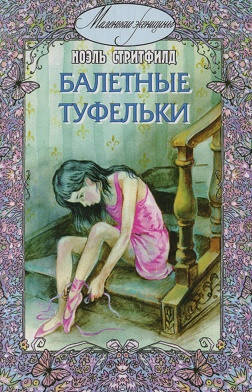 Маленькие женщины
НОЭЛЬ СТРИТФИЛД
БАЛЕТНЫЕ
ТУФЕЛЬКИ